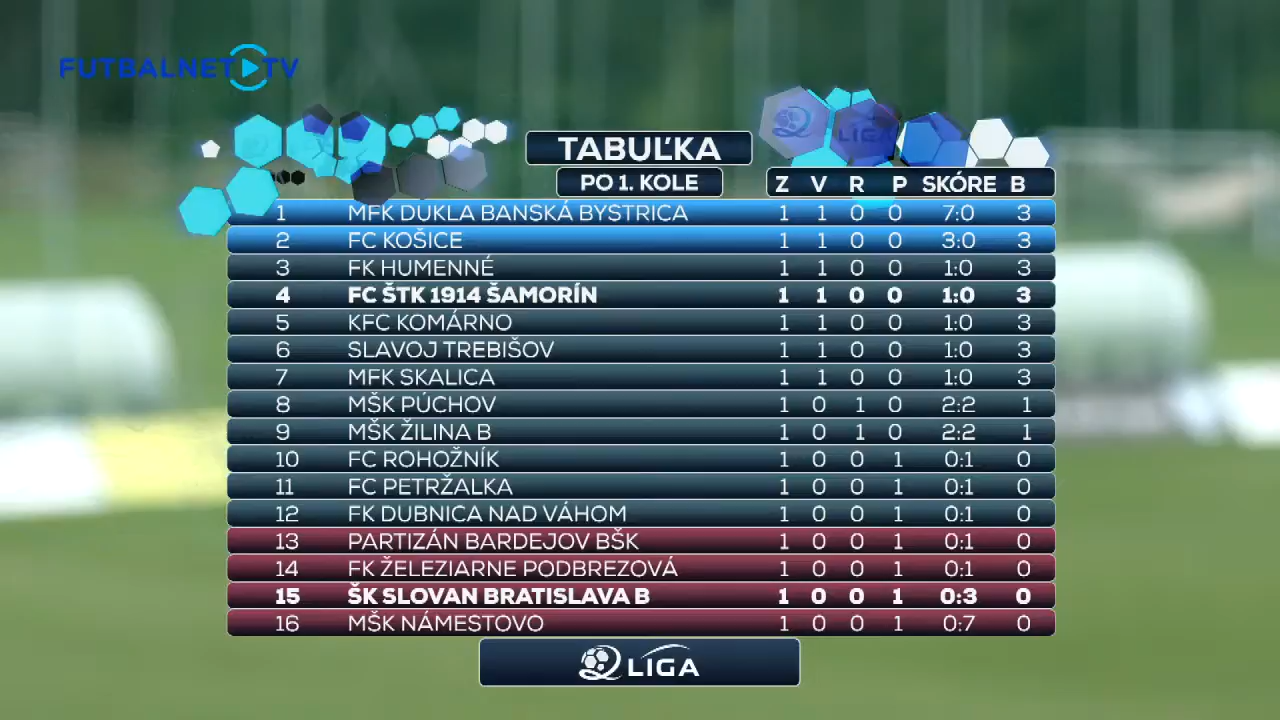 FUTBALNET TV
LIGA
TABUĽKA
PO 1. KOLE
Z V R P SKÓRE B
1 MFK DUKLA BANSKÁ BYSTRICA 1 1 0 0 7:0 3
2 FC KOŠICE 1 1 0 0 3:0 3
3 FK HUMENNÉ 1 1 0 0 1:0 3
4 FC ŠTK 1914 ŠAMORÍN 1 1 0 0 1:0 3
5 KFC KOMÁRNO 1 1 0 0 1:0 3
6 SLAVOJ TREBIŠOV 1 1 0 0 1:0 3
7 MFK SKALICA 1 1 0 0 1:0 3
8 MŠK PÚCHOV 1 0 1 0 2:2 1
9 MŠK ŽILINA B 1 0 1 0 2:2 1
10 FC ROHOŽNÍK 1 0 0 1 0:1 0
11 FC PETRŽALKA 1 0 0 1 0:1 0
12 FK DUBNICA NAD VÁHOM 1 0 0 1 0:1 0
13 PARTIZÁN BARDEJOV BŠK 1 0 0 1 0:1 0
14 FK ŽELEZIARNE PODBREZOVÁ 1 0 0 1 0:1 0
15 ŠK SLOVAN BRATISLAVA B 1 0 0 1 0:3 0
16 MŠK NÁMESTOVO 1 0 0 1 0:7 0
2 LIGA